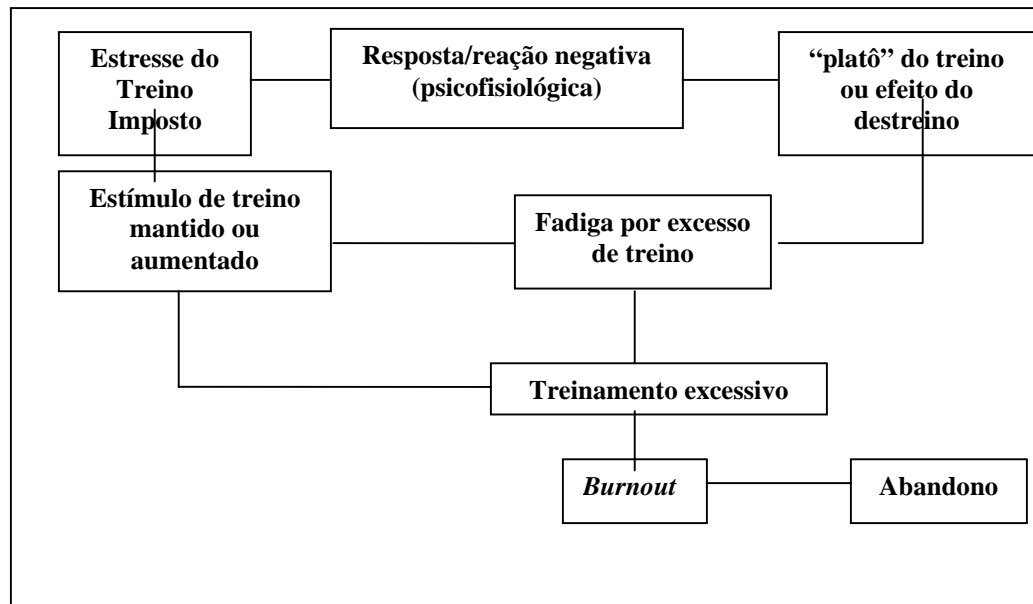 Estresse do
Treino
Imposto
Resposta/reação negativa
(psicofisiológica)
“platô” do treino
ou efeito do
destreino
Estímulo de treino
mantido ou
aumentado
Fadiga por excesso
de treino
Treinamento excessivo
Burnout
Abandono